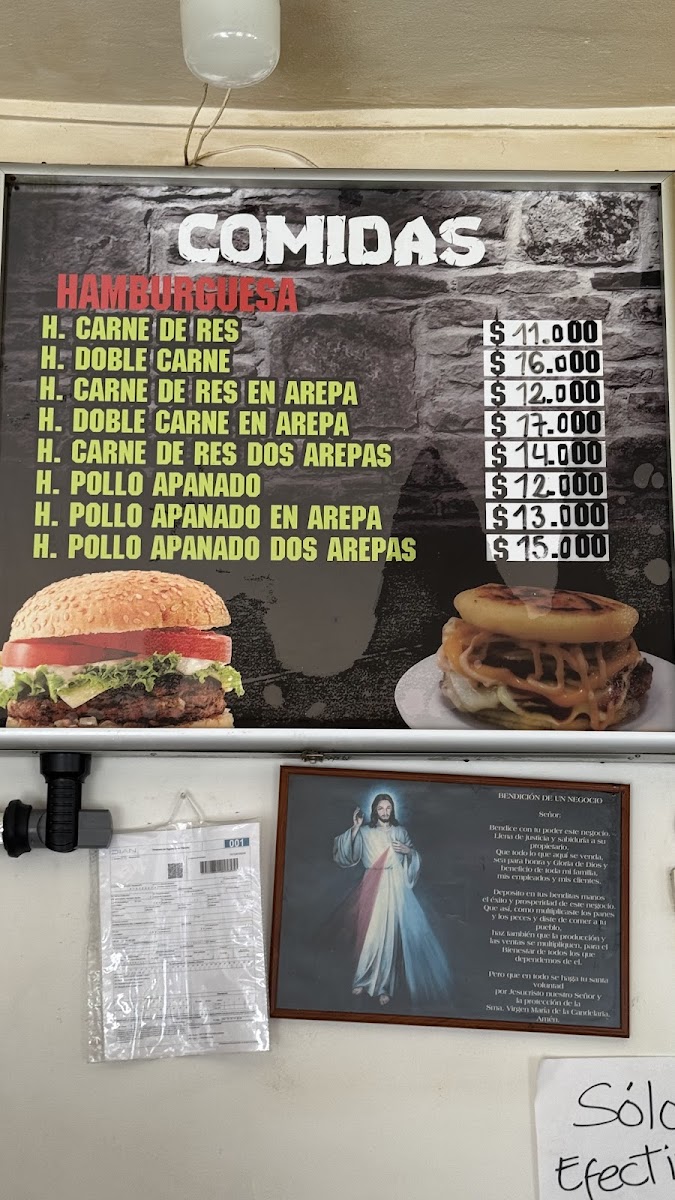 COMIDAS
HAMBURGUESA
H. CARNE DE RES $ 11.000
H. DOBLE CARNE $ 16.000
H. CARNE DE RES EN AREPA $ 12.000
H. DOBLE CARNE EN AREPA $ 17.000
H. CARNE DE RES DOS AREPAS $ 14.000
H. POLLO APANADO $ 12.000
H. POLLO APANADO EN AREPA $ 13.000
H. POLLO APANADO DOS AREPAS $ 15.000
DIAN
001
BENDICIÓN DE UN NEGOCIO
Señor:
Bendice con tu poder este negocio.
Llena de justicia y sabiduría a su
propietario.
Que todo lo que aquí se venda,
sea para honra y Gloria de Dios y
beneficio de toda mi familia,
mis empleados y mis clientes.
Deposito en tus benditas manos
el éxito y prosperidad de este negocio.
Que así, como multiplicaste los panes
y los peces y diste de comer a tu
pueblo,
haz también que la producción y
las ventas se multipliquen, para el
Bienestar de todos los que
dependemos de el.
Pero que en todo se haga tu santa
voluntad
por Jesucristo nuestro Señor y
la protección de la
Sma. Virgen María de la Candelaria.
Amén.
Sólo
Efecti